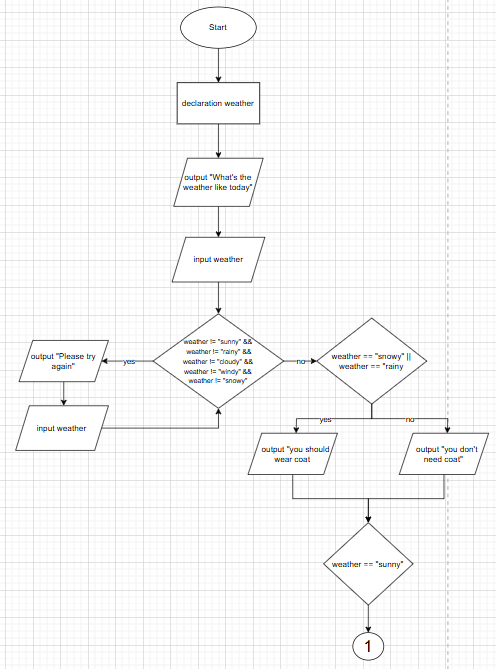 Start
declaration weather
output "What's the
weather like today"
input weather
weather != "sunny" &&
weather != "rainy" &&
weather != "cloudy" &&
weather != "windy" &&
weather != "snowy"
yes
no
output "Please try
again"
input weather
weather == "snowy" ||
weather == "rainy
yes
no
output "you should
wear coat
output "you don't
need coat"
weather == "sunny"
1